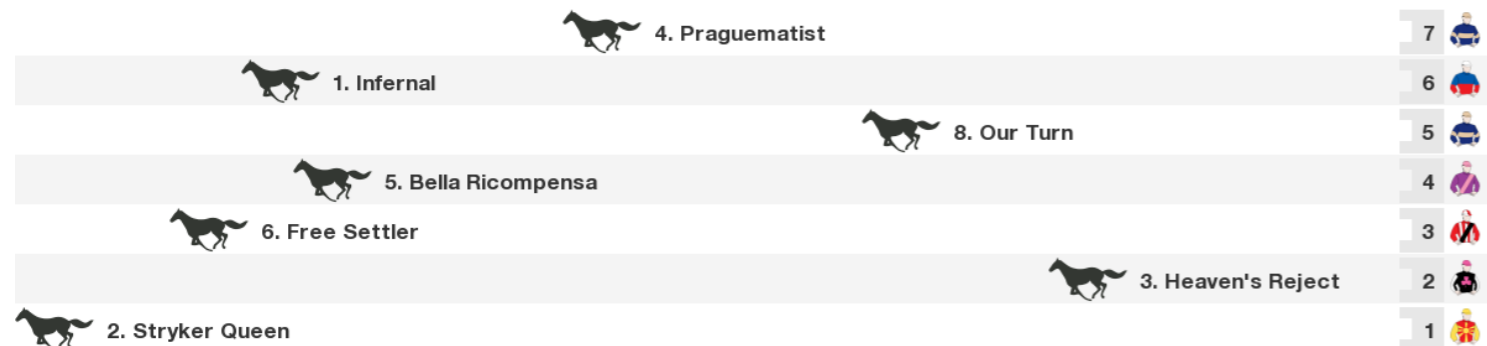 4. Praguematist 7
1. Infernal 6
8. Our Turn 5
5. Bella Ricompensa 4
6. Free Settler 3
3. Heaven's Reject 2
2. Stryker Queen 1